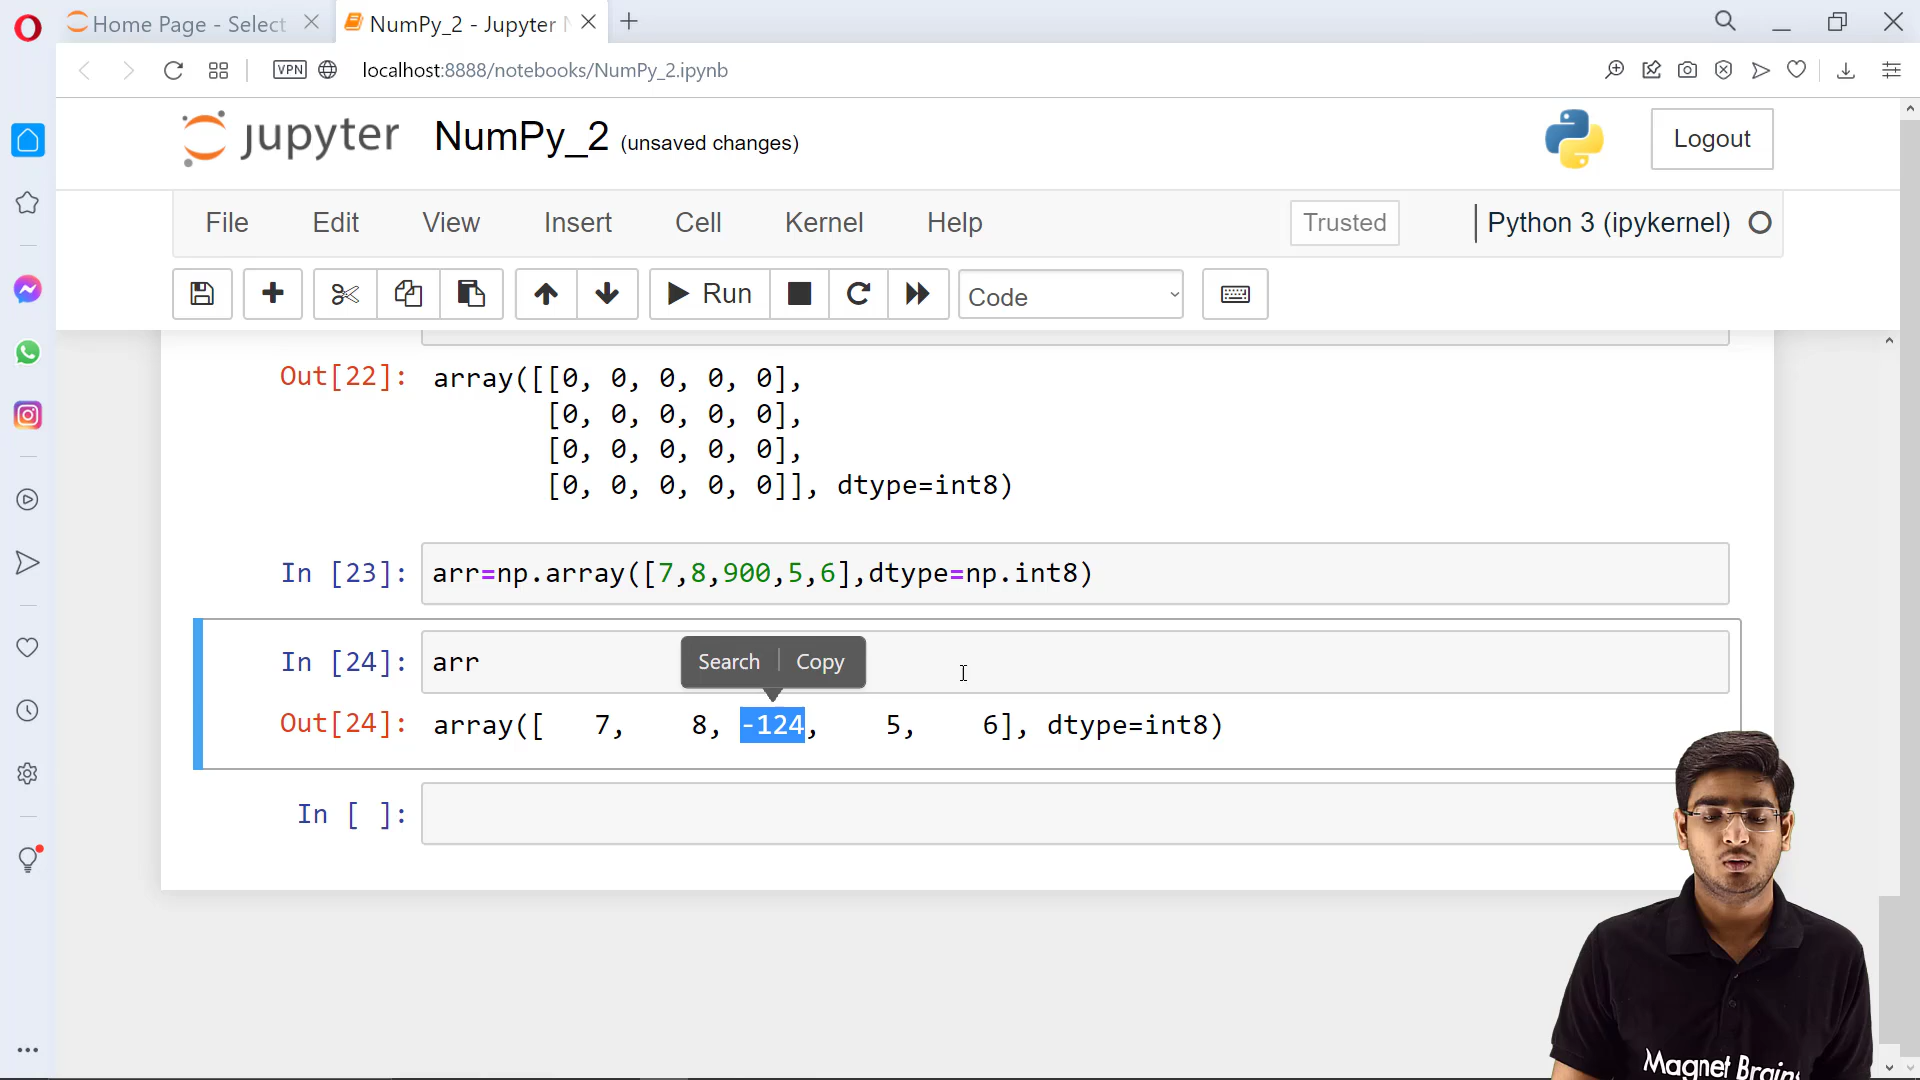 Home Page - Select
NumPy_2 - Jupyter N
VPN
localhost:8888/notebooks/NumPy_2.ipynb
jupyter NumPy_2 (unsaved changes)
Logout
File Edit View Insert Cell Kernel Help
Trusted
Python 3 (ipykernel)
Run
Code
Out[22]: array([[0, 0, 0, 0, 0],
[0, 0, 0, 0, 0],
[0, 0, 0, 0, 0],
[0, 0, 0, 0, 0]], dtype=int8)
In [23]: arr=np.array([7,8,900,5,6],dtype=np.int8)
In [24]: arr
Search Copy
Out[24]: array([ 7, 8, -124, 5, 6], dtype=int8)
In [ ]:
Magnet Brains